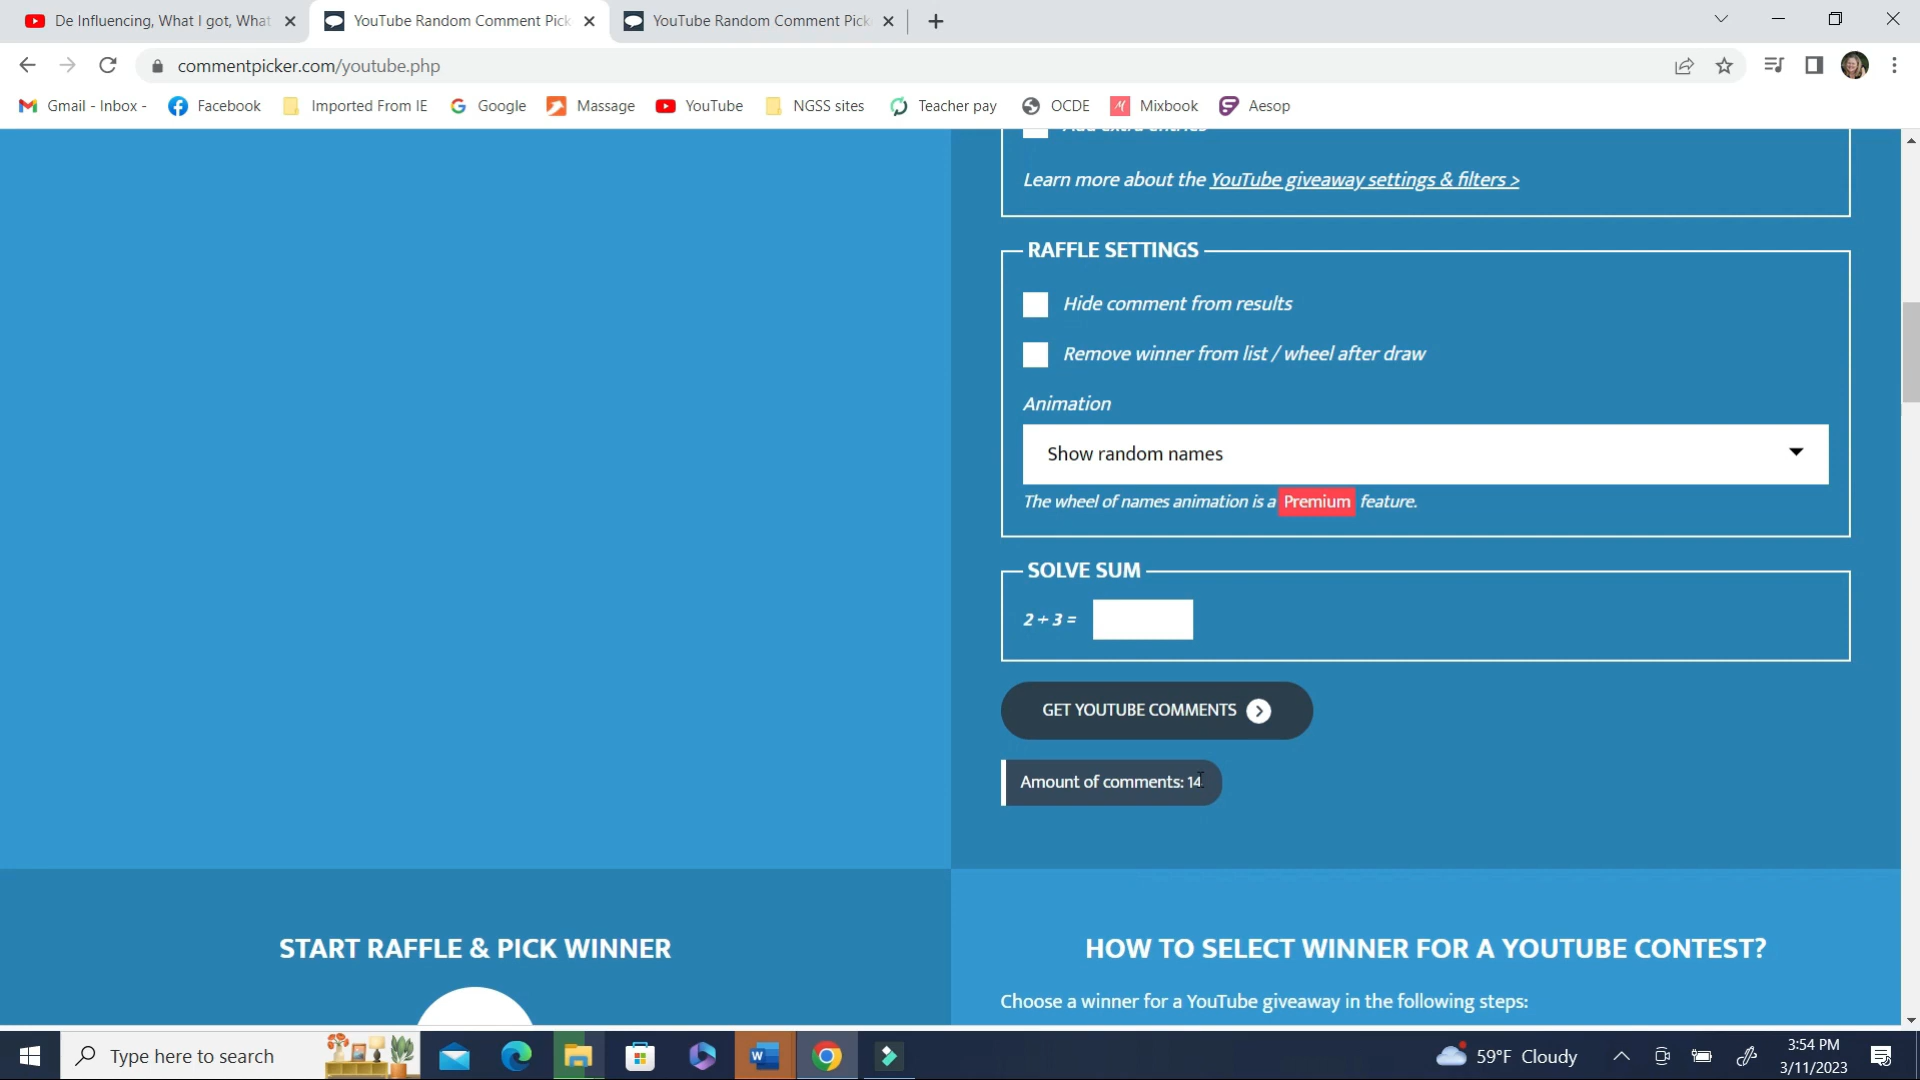 De Influencing, What I got, What
YouTube Random Comment Pick
YouTube Random Comment Pick
commentpicker.com/youtube.php
Gmail - Inbox -
Facebook
Imported From IE
Google
Massage
YouTube
NGSS sites
Teacher pay
OCDE
Mixbook
Aesop
Add extra entries
Learn more about the YouTube giveaway settings & filters >
RAFFLE SETTINGS
Hide comment from results
Remove winner from list / wheel after draw
Animation
Show random names
The wheel of names animation is a Premium feature.
SOLVE SUM
2 + 3 =
GET YOUTUBE COMMENTS
Amount of comments: 14
START RAFFLE & PICK WINNER
HOW TO SELECT WINNER FOR A YOUTUBE CONTEST?
Choose a winner for a YouTube giveaway in the following steps:
Type here to search
59°F Cloudy
3:54 PM
3/11/2023